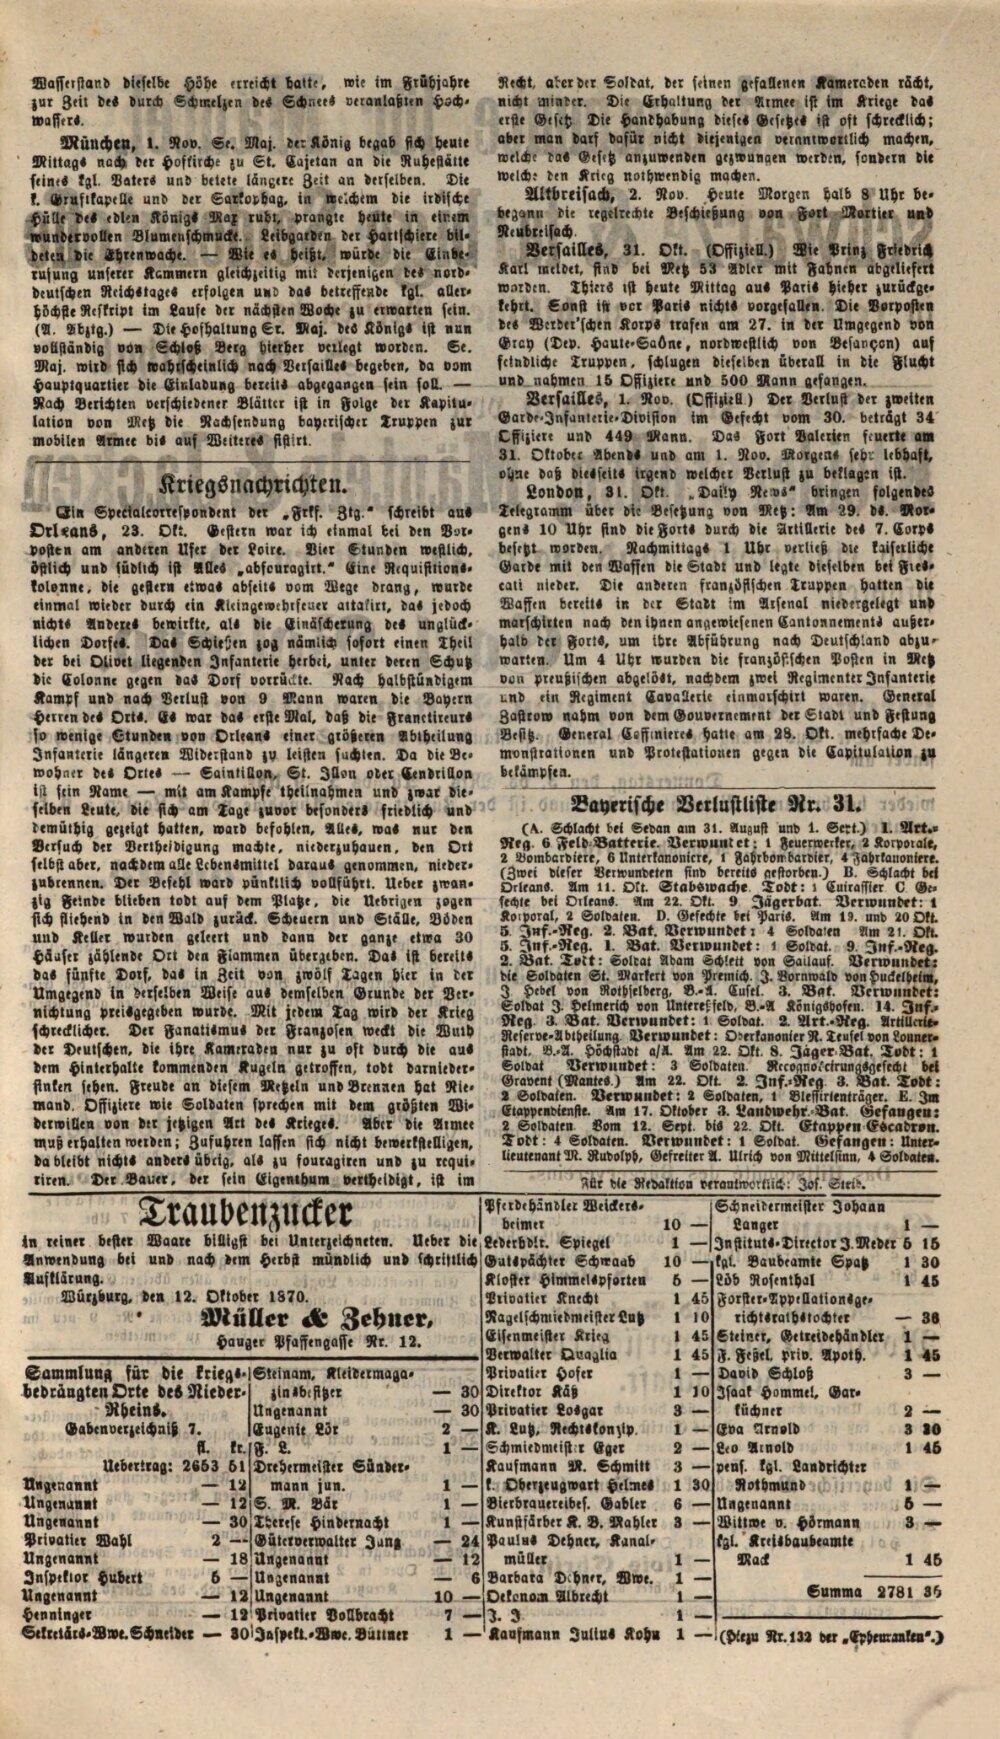 Wasserstand dieselbe Höhe erreicht hatte, wie im Frühjahre
zur Zeit des durch Schmelzen des Schnees veranlaßten Hoch-
wassers.
München, 1. Nov. Se. Maj. der König begab sich heute
Mittags nach der Hofkirche zu St. Cajetan an die Ruhestätte
seines kgl. Vaters und betete längere Zeit an derselben. Die
k. Gruftkapelle und der Sarkophag, in welchem die irdische
Hülle des edlen Königs Max ruht, prangte heute in einem
wundervollen Blumenschmucke. Leibgarden der Hartschiere bil-
deten die Ehrenwache. — Wie es heißt, würde die Einbe-
rufung unserer Kammern gleichzeitig mit derjenigen des nord-
deutschen Reichstages erfolgen und das betreffende kgl. aller-
höchste Reskript im Laufe der nächsten Woche zu erwarten sein.
(A. Abztg.) — Die Hofhaltung Sr. Maj. des Königs ist nun
vollständig von Schloß Berg hierher verlegt worden. Se.
Maj. wird sich wahrscheinlich nach Versailles begeben, da vom
Hauptquartier die Einladung bereits abgegangen sein soll. —
Nach Berichten verschiedener Blätter ist in Folge der Kapitu-
lation von Metz die Nachsendung bayerischer Truppen zur
mobilen Armee bis auf Weiteres sistirt.
Kriegsnachrichten.
Ein Specialcorrespondent der „Frkf. Ztg.“ schreibt aus
Orleans, 23. Okt. Gestern war ich einmal bei den Vor-
posten am anderen Ufer der Loire. Vier Stunden westlich,
östlich und südlich ist Alles „abfouragirt.“ Eine Requisitions-
kolonne, die gestern etwas abseits vom Wege drang, wurde
einmal wieder durch ein Kleingewehrfeuer attakirt, das jedoch
nichts Anderes bewirkte, als die Einäscherung des unglück-
lichen Dorfes. Das Schießen zog nämlich sofort einen Theil
der bei Olivet liegenden Infanterie herbei, unter deren Schutz
die Colonne gegen das Dorf vorrückte. Nach halbstündigem
Kampf und nach Verlust von 9 Mann waren die Bayern
Herren des Orts. Es war das erste Mal, daß die Franctireurs
so wenige Stunden von Orleans einer größeren Abtheilung
Infanterie längeren Widerstand zu leisten suchten. Da die Be-
wohner des Ortes — Saintillon, St. Illon oder Cendrillon
ist sein Name — mit am Kampfe theilnahmen und zwar die-
selben Leute, die sich am Tage zuvor besonders friedlich und
demüthig gezeigt hatten, ward befohlen, Alles, was nur den
Versuch der Vertheidigung machte, niederzuhauen, den Ort
selbst aber, nachdem alle Lebensmittel daraus genommen, nieder-
zubrennen. Der Befehl ward pünktlich vollführt. Ueber zwan-
zig Feinde blieben todt auf dem Platze, die Uebrigen zogen
sich fliehend in den Wald zurück. Scheuern und Ställe, Böden
und Keller wurden geleert und dann der ganze etwa 30
Häuser zählende Ort den Flammen übergeben. Das ist bereits
das fünfte Dorf, das in Zeit von zwölf Tagen hier in der
Umgegend in derselben Weise aus demselben Grunde der Ver-
nichtung preisgegeben wurde. Mit jedem Tag wird der Krieg
schrecklicher. Der Fanatismus der Franzosen weckt die Wuth
der Deutschen, die ihre Kameraden nur zu oft durch die aus
dem Hinterhalte kommenden Kugeln getroffen, todt darnieder-
sinken sehen. Freude an diesem Metzeln und Brennen hat Nie-
mand. Offiziere wie Soldaten sprechen mit dem größten Wi-
derwillen von der jetzigen Art des Krieges. Aber die Armee
muß erhalten werden; Zufuhren lassen sich nicht bewerkstelligen,
da bleibt nichts anders übrig, als zu fouragiren und zu requi-
riren. Der Bauer, der sein Eigenthum vertheidigt, ist im
Recht, aber der Soldat, der seinen gefallenen Kameraden rächt,
nicht minder. Die Erhaltung der Armee ist im Kriege das
erste Gesetz. Die Handhabung dieses Gesetzes ist oft schrecklich;
aber man darf dafür nicht diejenigen verantwortlich machen,
welche das Gesetz anzuwenden gezwungen werden, sondern die
welche den Krieg nothwendig machen.
Altbreisach, 2. Nov. Heute Morgen halb 8 Uhr be-
begann die regelrechte Beschießung von Fort Mortier und
Neubreisach.
Versailles, 31. Okt. (Offiziell.) Wie Prinz Friedrich
Karl meldet, sind bei Metz 53 Adler mit Fahnen abgeliefert
worden. Thiers ist heute Mittag aus Paris hieher zurückge-
kehrt. Sonst ist vor Paris nichts vorgefallen. Die Vorposten
des Werder'schen Korps trafen am 27. in der Umgegend von
Gray (Dep. Haute-Saône, nordwestlich von Besançon) auf
feindliche Truppen, schlugen dieselben überall in die Flucht
und nahmen 15 Offiziere und 500 Mann gefangen.
Versailles, 1. Nov. (Offiziell.) Der Verlust der zweiten
Garde-Infanterie-Division im Gefecht vom 30. beträgt 34
Offiziere und 449 Mann. Das Fort Valerien feuerte am
31. Oktober Abends und am 1. Nov. Morgens sehr lebhaft,
ohne daß diesseits irgend welcher Verlust zu beklagen ist.
London, 31. Okt. „Daily News“ bringen folgendes
Telegramm über die Besetzung von Metz: Am 29. ds. Mor-
gens 10 Uhr sind die Forts durch die Artillerie des 7. Corps
besetzt worden. Nachmittags 1 Uhr verließ die kaiserliche
Garde mit den Waffen die Stadt und legte dieselben bei Fres-
cati nieder. Die anderen französischen Truppen hatten die
Waffen bereits in der Stadt im Arsenal niedergelegt und
marschirten nach den ihnen angewiesenen Cantonnements außer-
halb der Forts, um ihre Abführung nach Deutschland abzu-
warten. Um 4 Uhr wurden die französischen Posten in Metz
von preußischen abgelöst, nachdem zwei Regimenter Infanterie
und ein Regiment Cavallerie einmarschirt waren. General
Zastrow nahm von dem Gouvernement der Stadt und Festung
Besitz. General Coffinieres hatte am 28. Okt. mehrfache De-
monstrationen und Protestationen gegen die Capitulation zu
bekämpfen.
Bayerische Verlustliste Nr. 31.
(A. Schlacht bei Sedan am 31. August und 1. Sept.) 1. Art.-
Reg. 6 Feld-Batterie. Verwundet: 1 Feuerwerker, 2 Korporale,
2 Bombardiere, 6 Unterkanoniere, 1 Fahrbombardier, 4 Fahrkanoniere.
(Zwei dieser Verwundeten sind bereits gestorben.) B. Schlacht bei
Orleans. Am 11. Okt. Stabswache. Todt: 1 Cuirassier C. Ge-
fechte bei Orleans. Am 22. Okt. 9. Jägerbat. Verwundet: 1
Korporal, 2 Soldaten. D. Gefechte bei Paris. Am 19. und 20 Okt.
5. Inf.-Reg. 2. Bat. Verwundet: 4 Soldaten Am 21. Okt.
5. Inf.-Reg. 1. Bat. Verwundet: 1 Soldat. 9. Inf.-Reg.
2. Bat. Todt: Soldat Adam Schleit von Sailauf. Verwundet:
die Soldaten St. Markert von Premich. J. Vornwald von Huckelheim,
J. Hebel von Rothselberg, B.-A. Cusel. 3. Bat. Verwundet:
Soldat J. Helmerich von Untereßfeld, B.-A Königshofen. 14. Inf.-
Reg. 3. Bat. Verwundet: 1 Soldat. 2. Art.-Reg. Artillerie-
Reserve-Abtheilung. Verwundet: Oberkanonier N. Teufel von Lonner-
stadt, B.-A. Höchstadt a/A. Am 22. Okt. 8. Jäger-Bat. Todt: 1
Soldat Verwundet: 3 Soldaten. Recognoscirungsgefecht bei
Gravent (Mantes.) Am 22. Okt. 2. Inf.-Reg. 3. Bat. Todt:
2 Soldaten. Verwundet: 2 Soldaten, 1 Blessirtenträger. E. Im
Etappendienste. Am 17. Oktober 3. Landwehr-Bat. Gefangen:
2 Soldaten. Vom 12. Sept. bis 22. Okt. Etappen-Escadron.
Todt: 4 Soldaten. Verwundet: 1 Soldat. Gefangen: Unter-
lieutenant M. Rudolph, Gefreiter A. Ulrich von Mittelsinn, 4 Soldaten.
Für die Redaktion verantwortlich: Jos. Steib.
Traubenzucker
in reiner bester Waare billigst bei Unterzeichneten. Ueber die
Anwendung bei und nach dem Herbst mündlich und schriftlich
Aufklärung.
Würzburg, den 12. Oktober 1870.
Müller & Zehner,
Hauger Pfaffengasse Nr. 12.
Sammlung für die kriegs-
bedrängten Orte des Nieder-
Rheins.
Gabenverzeichniß 7.
fl. kr.
Uebertrag: 2653 51
Ungenannt — 12
Ungenannt — 12
Ungenannt — 30
Privatier Wahl 2 —
Ungenannt — 18
Inspektor Hubert 5 —
Ungenannt — 12
Henninger — 12
Sekretärs-Wwe. Schneider — 30
Steinam, Kleidermaga-
zinsbesitzer — 30
Ungenannt — 30
Eugenie Lör 2 —
F. L. 1 —
Drehermeister Sünder-
mann jun. 1 —
S. M. Bär 1 —
Therese Hindernacht 1 —
Güterverwalter Jung — 24
Ungenannt — 12
Ungenannt — 6
Ungenannt 10 —
Privatier Vollbracht 7 —
Inspekt.-Wwe. Büttner 1 —
Pferdehändler Weickers-
heimer 10 —
Lederhdlr. Spiegel 1 —
Gutspächter Schwaab 10 —
Kloster Himmelspforten 5 —
Privatier Knecht 1 45
Nagelschmiedmeister Lutz 1 10
Eisenmeister Krieg 1 45
Verwalter Quaglia 1 45
Privatier Hofer 1 —
Direktor Käß 1 10
Privatier Losgar 3 —
K. Lutz, Rechtskonzip. 1 —
Schmiedmeister Eger 2 —
Kaufmann M. Schmitt 3 —
k. Oberzeugwart Helmes 1 30
Bierbrauereibes. Gabler 6 —
Kunstfärber K. B. Mahler 3 —
Paulus Dehner, Kanal-
müller 1 —
Barbara Dehner, Wwe. 1 —
Oekonom Albrecht 1 —
J. J 1 —
Kaufmann Julius Kohn 1 —
Schneidermeister Johann
Langer 1 —
Instituts-Director J. Meder 5 15
kgl. Baubeamte Spatz 1 30
Löb Rosenthal 1 45
Forster-Appellationsge-
richtsrathstochter — 36
Steiner, Getreidehändler 1 —
F. Feßel, priv. Apoth. 1 45
David Schloß 3 —
Isaak Hommel, Gar-
küchner 2 —
Eva Arnold 3 30
Leo Arnold 1 45
pens. kgl. Landrichter
Rothmund 1 —
Ungenannt 5 —
Wittwe v. Hörmann 3 —
kgl. Kreisbaubeamte
Mack 1 45
Summa 2781 36
(Hiezu Nr. 132 der „Ephemranken“.)